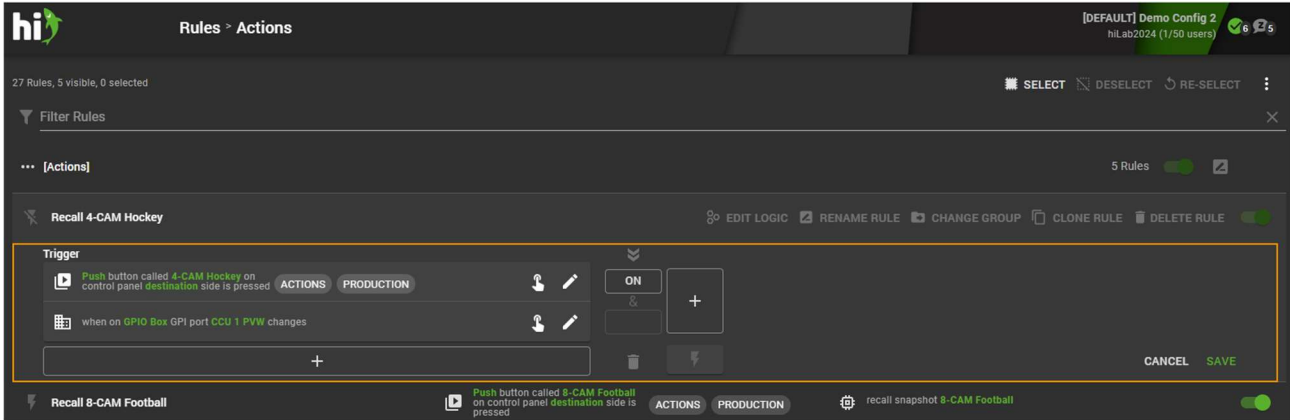 hi
Rules > Actions
[DEFAULT] Demo Config 2
hiLab2024 (1/50 users)
6
5
27 Rules, 5 visible, 0 selected
SELECT DESELECT RE-SELECT
Filter Rules
[Actions]
5 Rules
Recall 4-CAM Hockey
EDIT LOGIC RENAME RULE CHANGE GROUP CLONE RULE DELETE RULE
Trigger
Push button called 4-CAM Hockey on
control panel destination side is pressed ACTIONS PRODUCTION
ON
&
+
when on GPIO Box GPI port CCU 1 PVW changes
+
CANCEL SAVE
Recall 8-CAM Football
Push button called 8-CAM Football
on control panel destination side is
pressed
ACTIONS PRODUCTION
recall snapshot 8-CAM Football